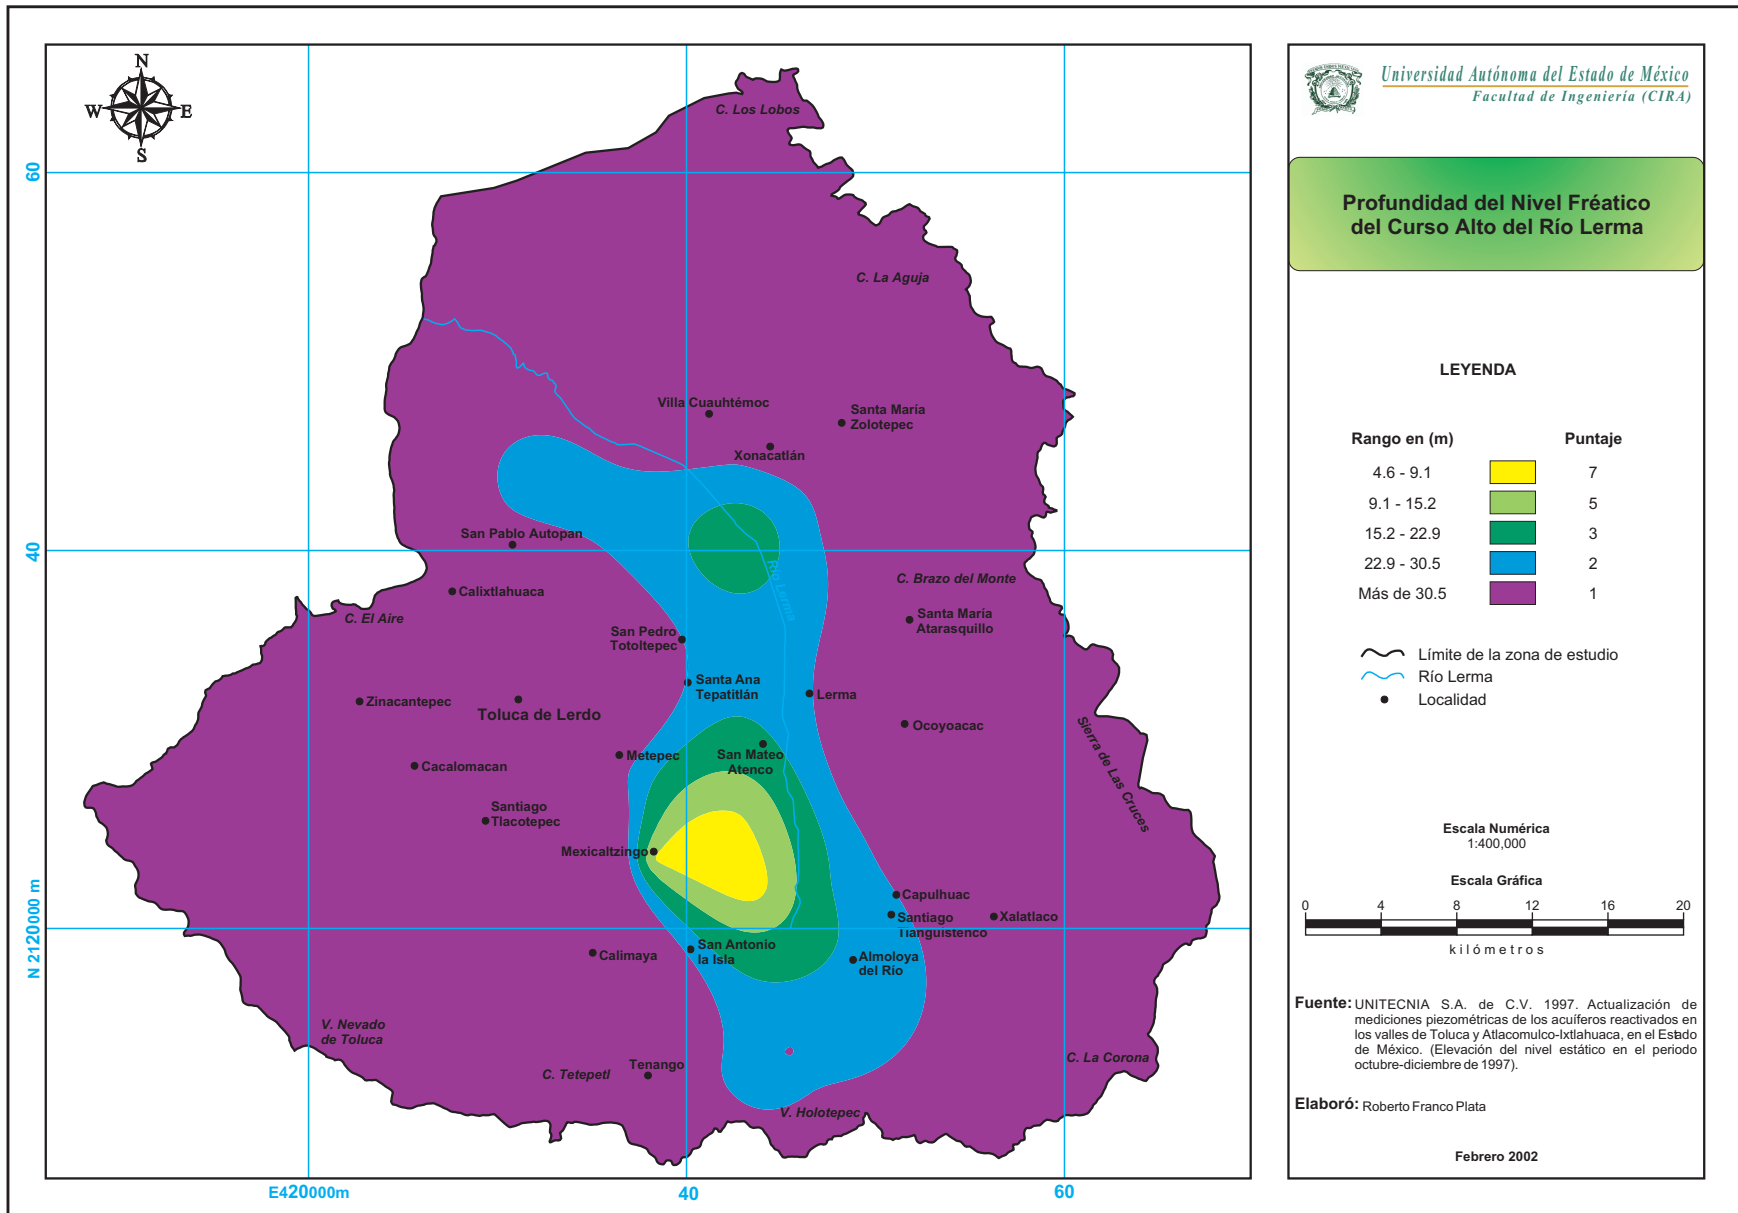 N
W
E
S
C. Los Lobos
60
C. La Aguja
Villa Cuauhtémoc
Santa María
Zolotepec
Xonacatlán
San Pablo Autopan
40
Río Lerma
C. Brazo del Monte
Calixtlahuaca
C. El Aire
San Pedro
Totoltepec
Santa María
Atarasquillo
Santa Ana
Tepatitlán
Lerma
Zinacantepec
Toluca de Lerdo
Ocoyoacac
Sierra de Las Cruces
Metepec
San Mateo
Atenco
Cacalomacan
Santiago
Tlacotepec
Mexicaltzingo
Capulhuac
Santiago
Tianguistenco
Xalatlaco
N 2120000 m
San Antonio
la Isla
Calimaya
Almoloya
del Río
V. Nevado
de Toluca
C. La Corona
Tenango
C. Tetepetl
V. Holotepec
E420000m
40
60
Universidad Autónoma del Estado de México
Facultad de Ingeniería (CIRA)
Profundidad del Nivel Fréatico
del Curso Alto del Río Lerma
LEYENDA
Rango en (m) Puntaje
4.6 - 9.1 7
9.1 - 15.2 5
15.2 - 22.9 3
22.9 - 30.5 2
Más de 30.5 1
Límite de la zona de estudio
Río Lerma
Localidad
Escala Numérica
1:400,000
Escala Gráfica
0 4 8 12 16 20
kilómetros
Fuente: UNITECNIA S.A. de C.V. 1997. Actualización de
mediciones piezométricas de los acuíferos reactivados en
los valles de Toluca y Atlacomulco-Ixtlahuaca, en el Estado
de México. (Elevación del nivel estático en el periodo
octubre-diciembre de 1997).
Elaboró: Roberto Franco Plata
Febrero 2002